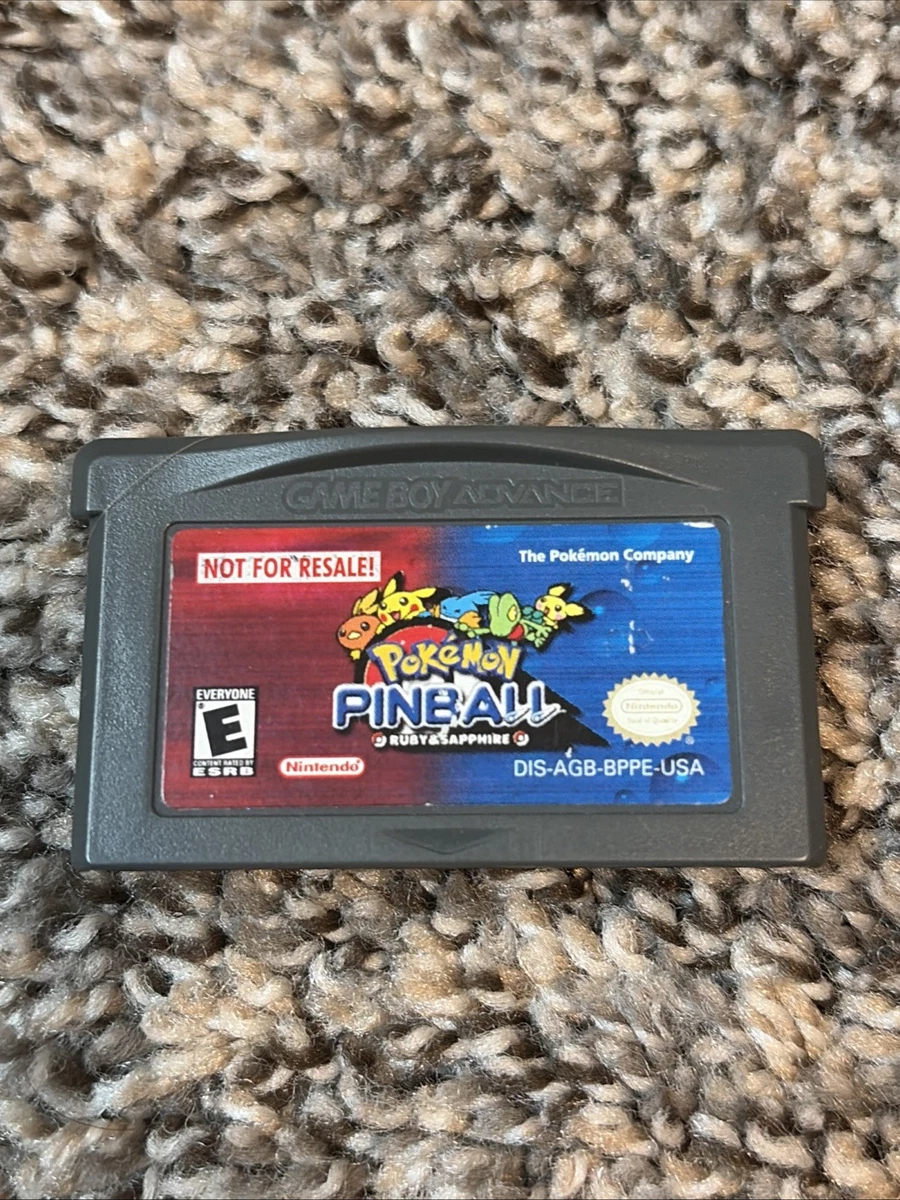 GAME BOY ADVANCE
NOT FOR RESALE!
The Pokémon Company
POKéMON
PINBALL
RUBY & SAPPHIRE
EVERYONE
E
CONTENT RATED BY
ESRB
Nintendo
Official
Nintendo
Seal of Quality
®
DIS-AGB-BPPE-USA